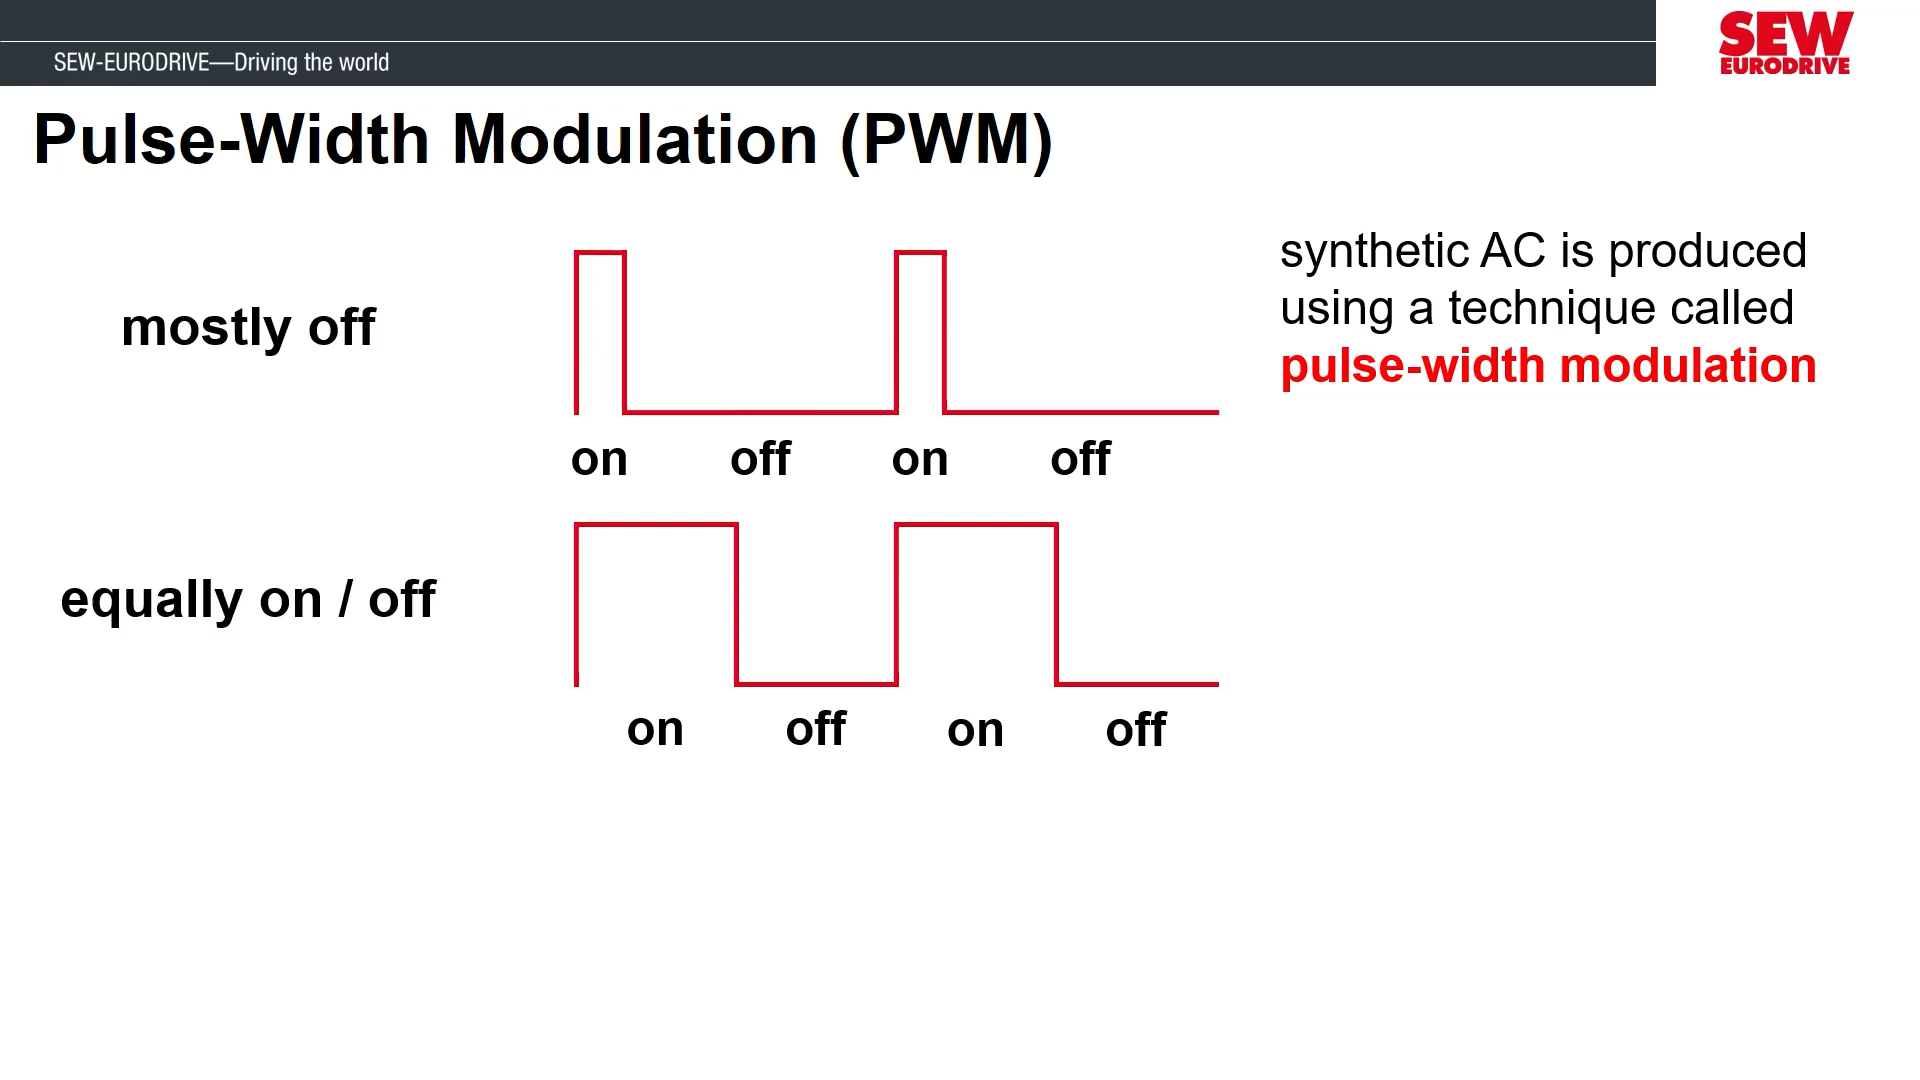 SEW-EURODRIVE—Driving the world
SEW
EURODRIVE
Pulse-Width Modulation (PWM)
synthetic AC is produced
using a technique called
pulse-width modulation
mostly off
on off on off
equally on / off
on off on off